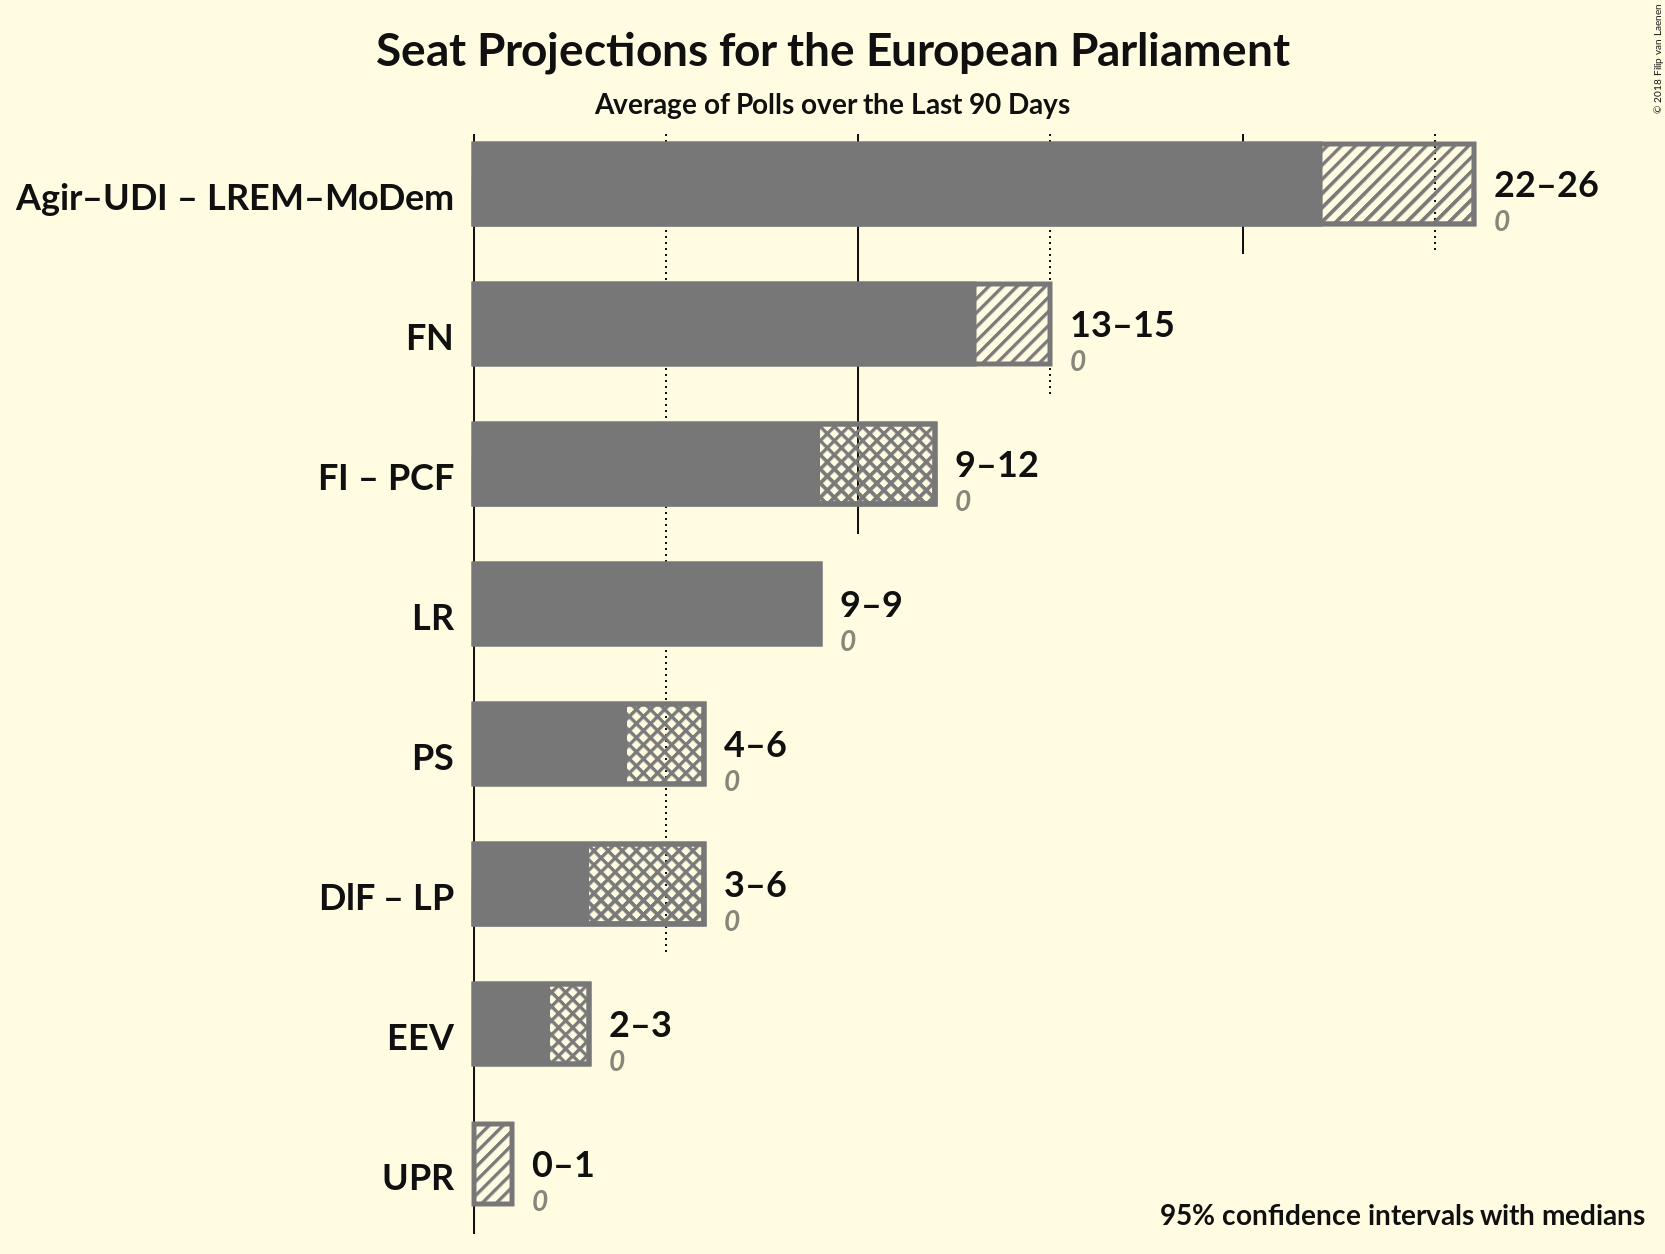 Seat Projections for the European Parliament
Average of Polls over the Last 90 Days
© 2018 Filip van Laenen
Agir–UDI – LREM–MoDem
22–26
0
FN
13–15
0
FI – PCF
9–12
0
LR
9–9
0
PS
4–6
0
DlF – LP
3–6
0
EEV
2–3
0
UPR
0–1
0
95% confidence intervals with medians